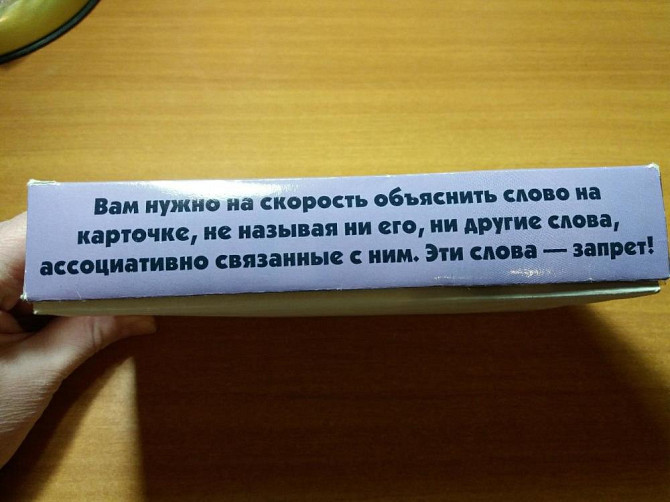 Вам нужно на скорость объяснить слово на
карточке, не называя ни его, ни другие слова,
ассоциативно связанные с ним. Эти слова — запрет!